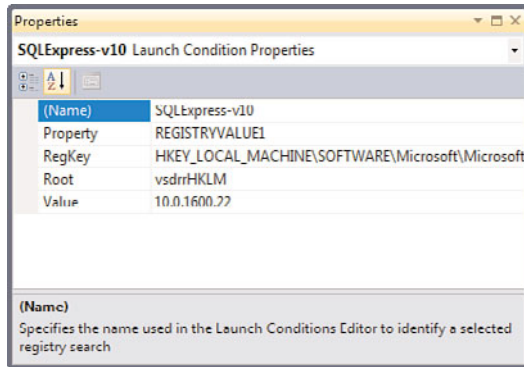 Properties
SQLExpress-v10 Launch Condition Properties
(Name) SQLExpress-v10
Property REGISTRYVALUE1
RegKey HKEY_LOCAL_MACHINE\SOFTWARE\Microsoft\Microsoft
Root vsdrrHKLM
Value 10.0.1600.22
(Name)
Specifies the name used in the Launch Conditions Editor to identify a selected
registry search